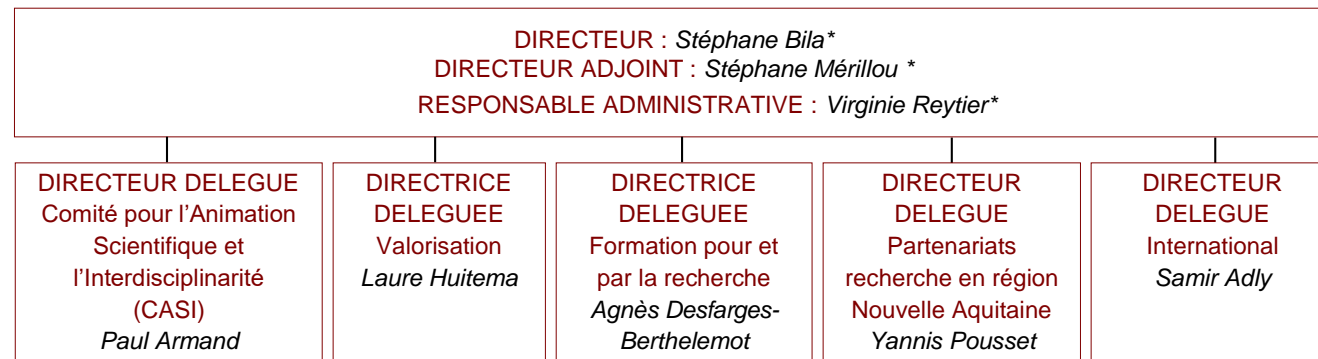 DIRECTEUR : Stéphane Bila*
DIRECTEUR ADJOINT : Stéphane Mérillou *
RESPONSABLE ADMINISTRATIVE : Virginie Reytier*
DIRECTEUR DELEGUE
Comité pour l’Animation
Scientifique et
l’Interdisciplinarité
(CASI)
Paul Armand
DIRECTRICE
DELEGUEE
Valorisation
Laure Huitema
DIRECTRICE
DELEGUEE
Formation pour et
par la recherche
Agnès Desfarges-
Berthelemot
DIRECTEUR
DELEGUE
Partenariats
recherche en région
Nouvelle Aquitaine
Yannis Pousset
DIRECTEUR
DELEGUE
International
Samir Adly